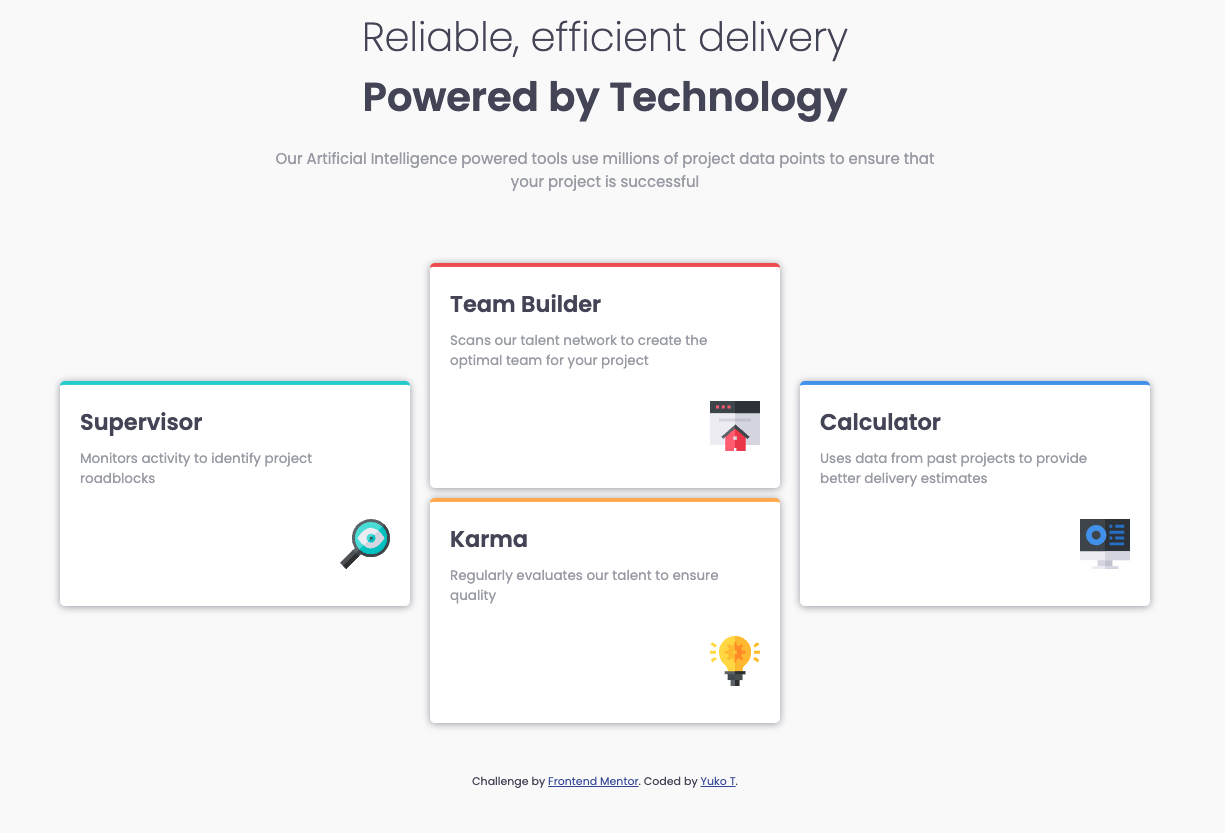 Reliable, efficient delivery
Powered by Technology
Our Artificial Intelligence powered tools use millions of project data points to ensure that
your project is successful
Supervisor
Monitors activity to identify project
roadblocks
Team Builder
Scans our talent network to create the
optimal team for your project
Karma
Regularly evaluates our talent to ensure
quality
Calculator
Uses data from past projects to provide
better delivery estimates
Challenge by Frontend Mentor. Coded by Yuko T.